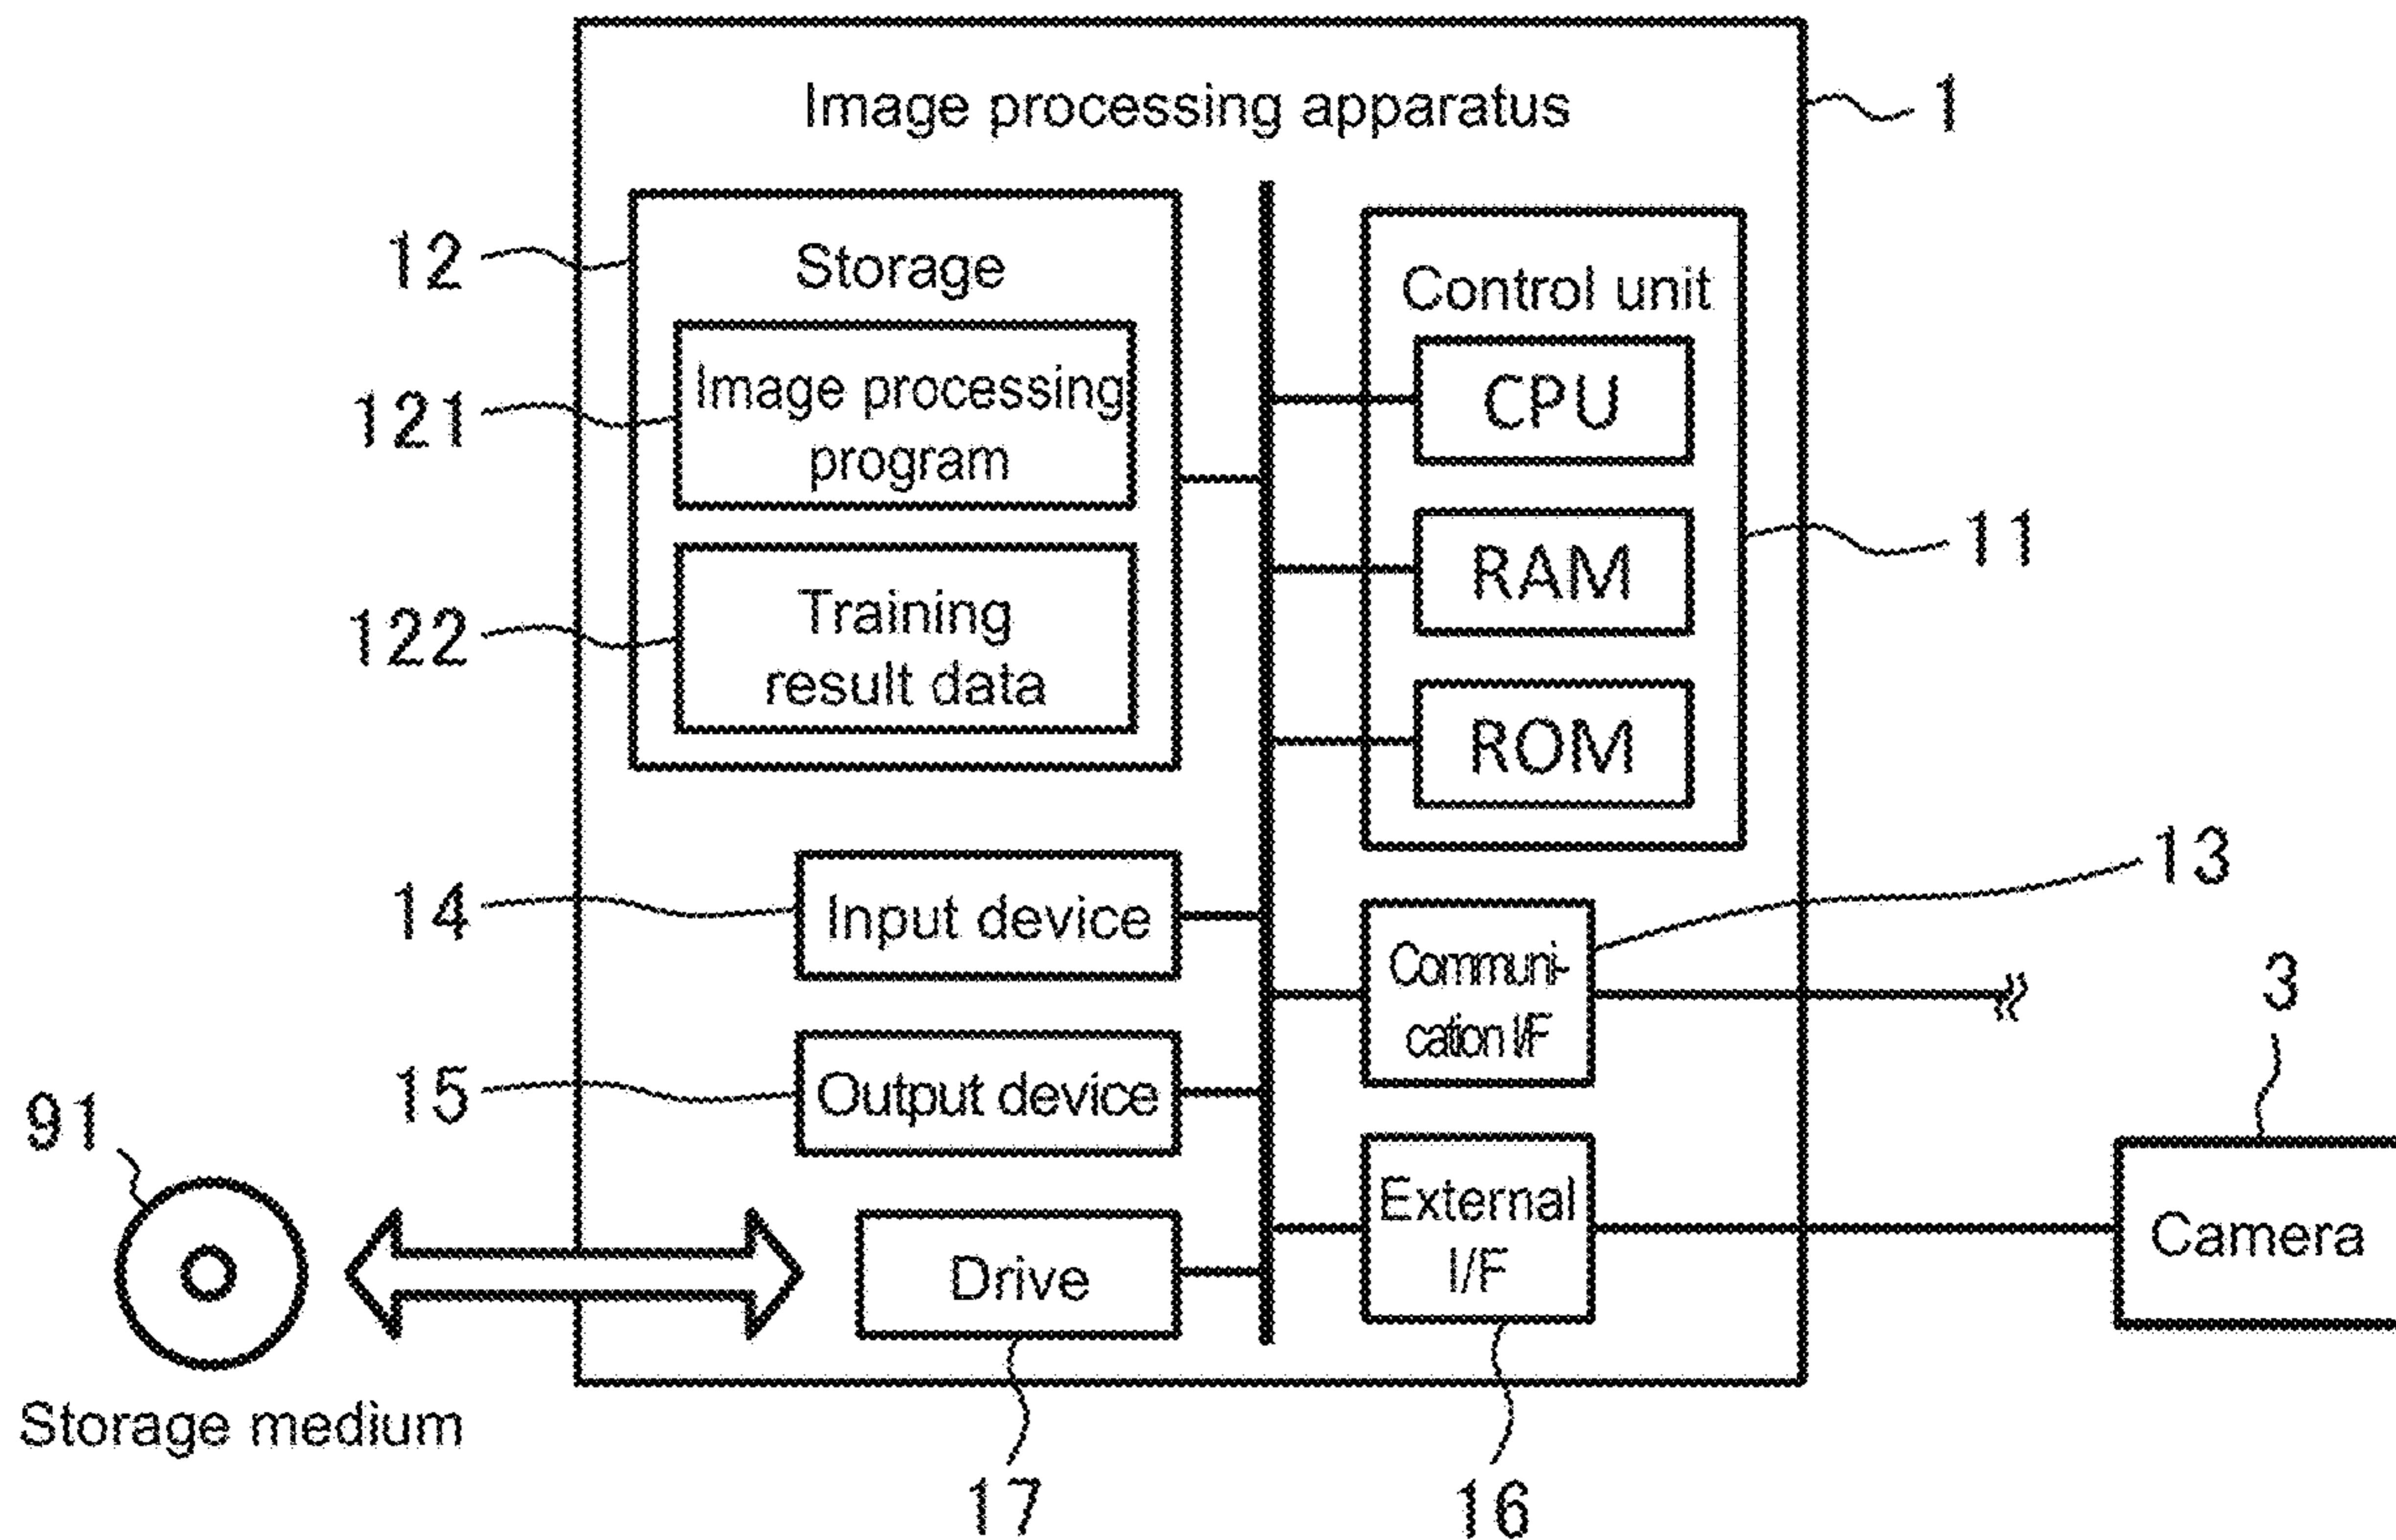 Image processing apparatus
1
12
Storage
Control unit
121
Image processing
program
CPU
122
Training
result data
RAM
11
ROM
14
Input device
13
Communi-
cation I/F
3
15
Output device
91
External
I/F
Camera
Drive
Storage medium
17
16